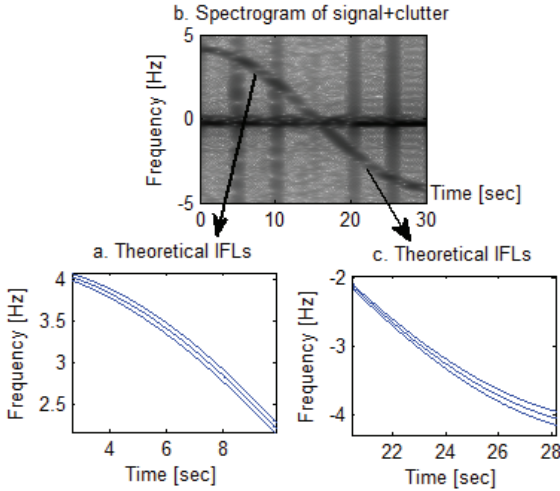 b. Spectrogram of signal+clutter
Frequency [Hz]
5
0
-5
0 10 20 30
Time [sec]
a. Theoretical IFLs
Frequency [Hz]
4
3.5
3
2.5
4 6 8
Time [sec]
c. Theoretical IFLs
Frequency [Hz]
-2
-3
-4
22 24 26 28
Time [sec]